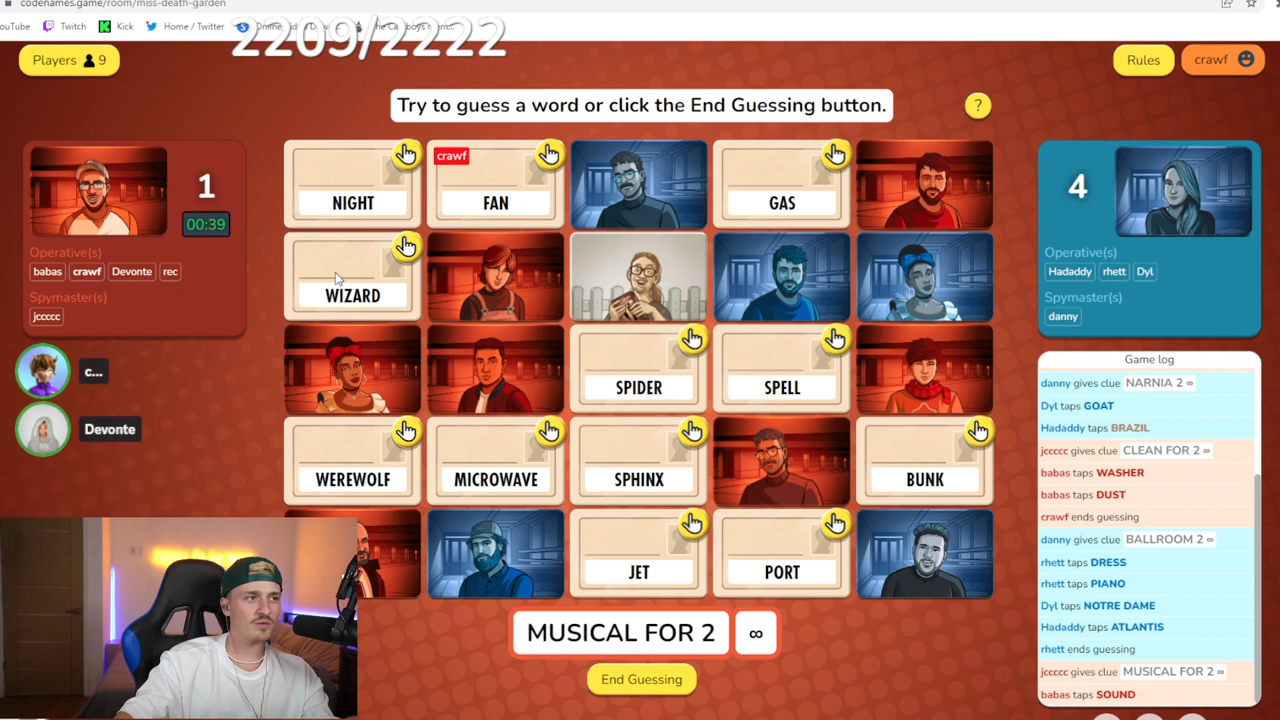 codenames.game/room/miss-death-garden
ouTube Twitch Kick Home / Twitter
2209/2222
Players 9
Rules
crawf
Try to guess a word or click the End Guessing button.
?
1
00:39
Operative(s)
babas crawf Devonte rec
Spymaster(s)
jccccc
c...
Devonte
NIGHT
crawf
FAN
GAS
WIZARD
SPIDER
SPELL
WEREWOLF
MICROWAVE
SPHINX
BUNK
JET
PORT
MUSICAL FOR 2
∞
End Guessing
4
Operative(s)
Hadaddy rhett Dyl
Spymaster(s)
danny
Game log
danny gives clue NARNIA 2 ∞
Dyl taps GOAT
Hadaddy taps BRAZIL
jccccc gives clue CLEAN FOR 2 ∞
babas taps WASHER
babas taps DUST
crawf ends guessing
danny gives clue BALLROOM 2 ∞
rhett taps DRESS
rhett taps PIANO
Dyl taps NOTRE DAME
Hadaddy taps ATLANTIS
rhett ends guessing
jccccc gives clue MUSICAL FOR 2 ∞
babas taps SOUND